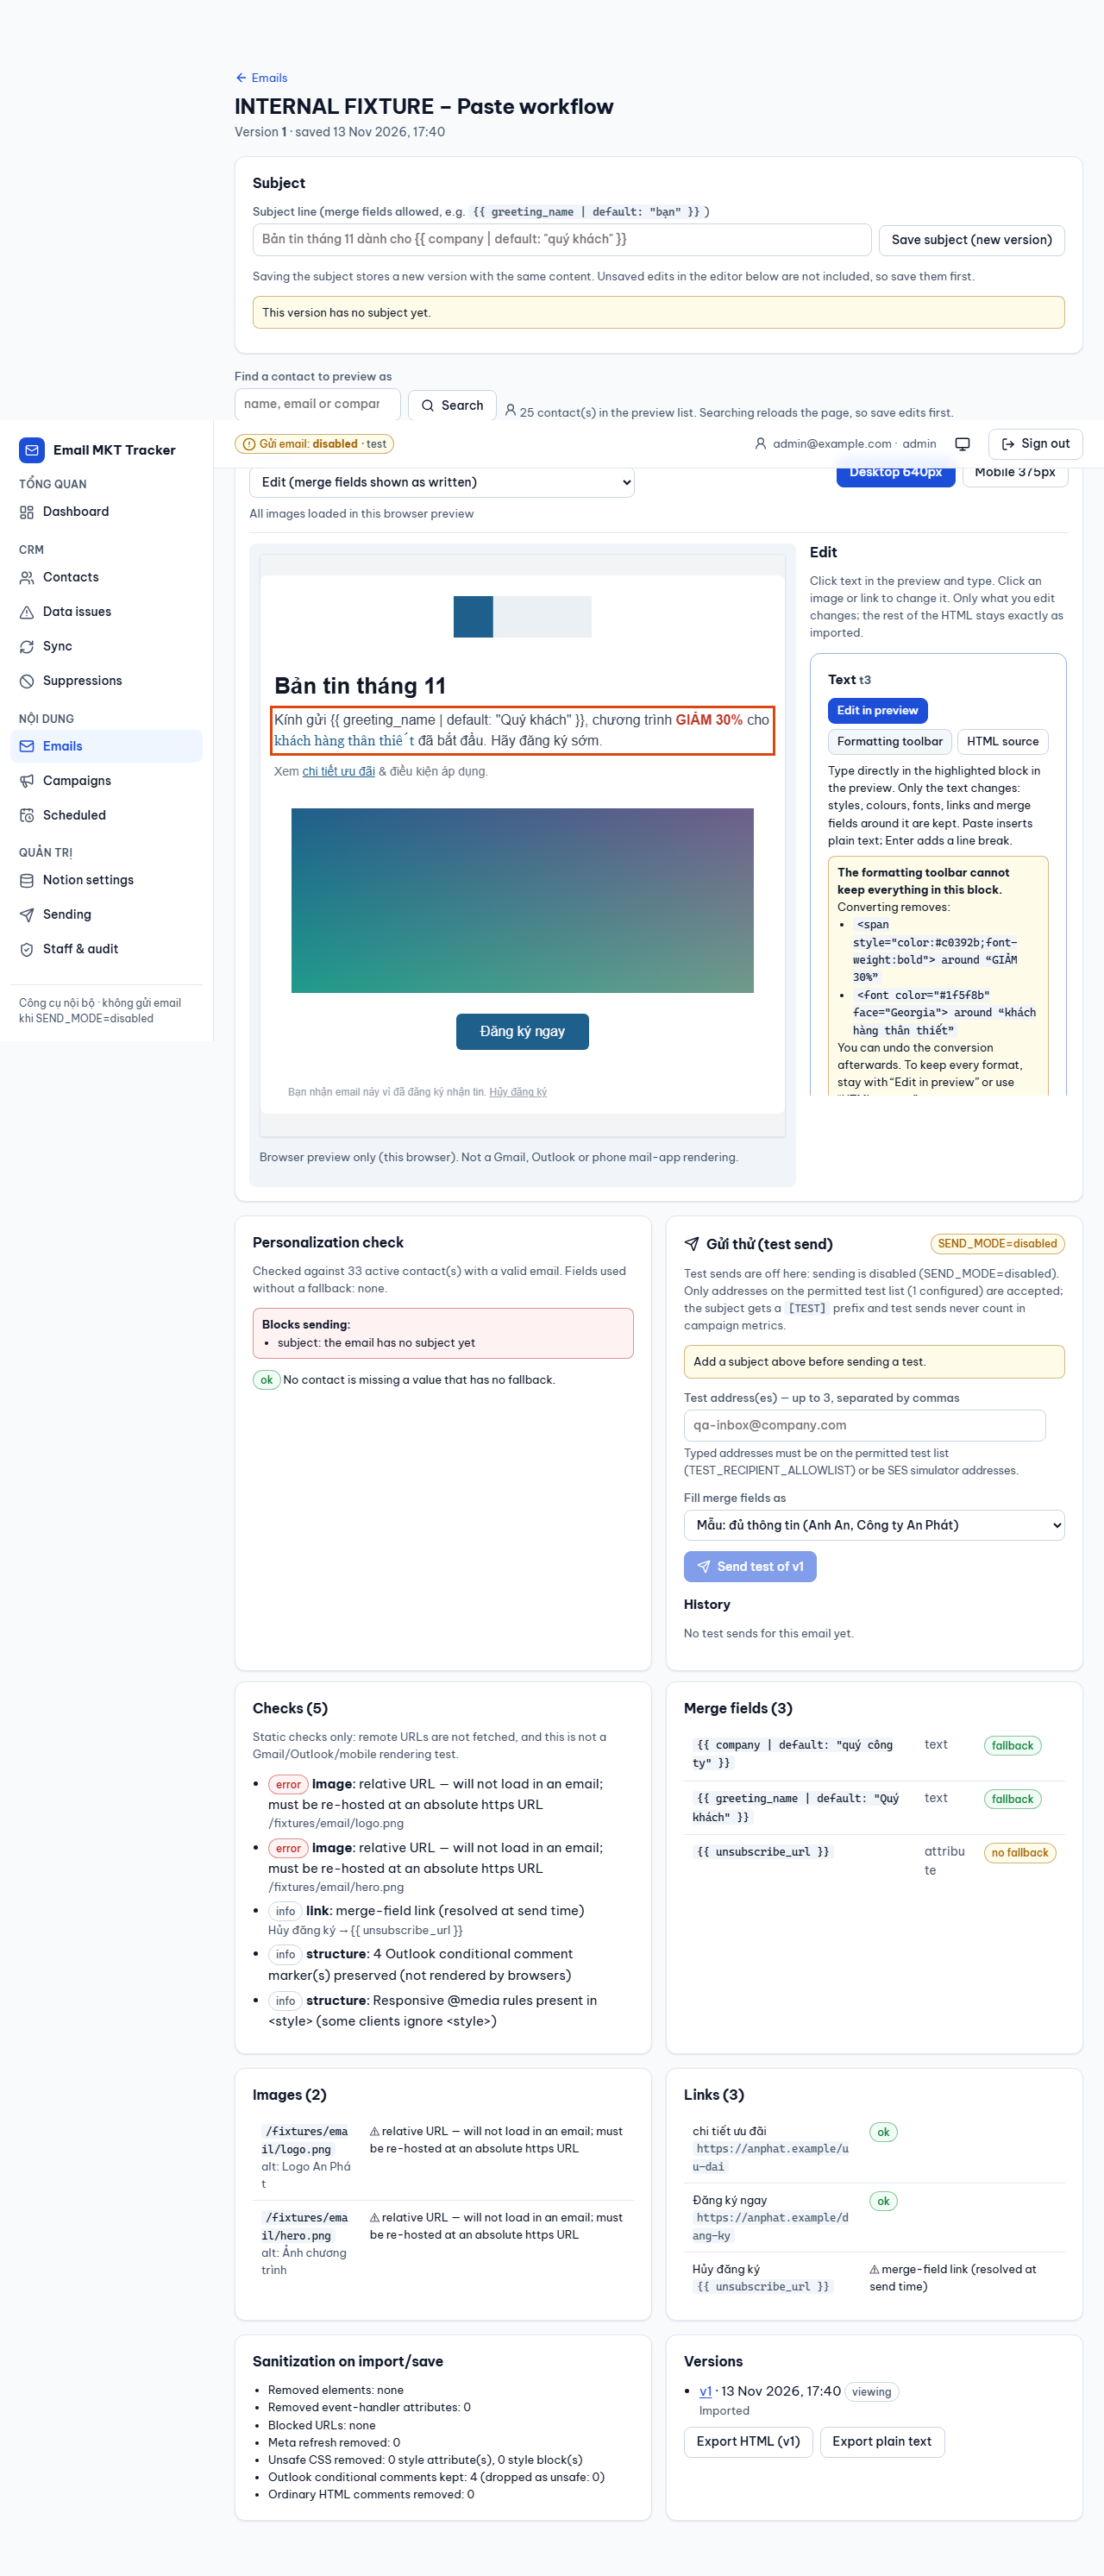 Emails
INTERNAL FIXTURE – Paste workflow
Version 1 · saved 13 Nov 2026, 17:40
Subject
Subject line (merge fields allowed, e.g. {{ greeting_name | default: "bạn" }} )
Bản tin tháng 11 dành cho {{ company | default: "quý khách" }}
Save subject (new version)
Saving the subject stores a new version with the same content. Unsaved edits in the editor below are not included, so save them first.
This version has no subject yet.
Find a contact to preview as
name, email or compar
Search
25 contact(s) in the preview list. Searching reloads the page, so save edits first.
Email MKT Tracker
Gửi email: disabled · test
admin@example.com · admin
Sign out
TỔNG QUAN
Dashboard
CRM
Contacts
Data issues
Sync
Suppressions
NỘI DUNG
Emails
Campaigns
Scheduled
QUẢN TRỊ
Notion settings
Sending
Staff & audit
Công cụ nội bộ · không gửi email
khi SEND_MODE=disabled
Edit (merge fields shown as written)
Desktop 640px
Mobile 375px
All images loaded in this browser preview
Bản tin tháng 11
Kính gửi {{ greeting_name | default: "Quý khách" }}, chương trình GIẢM 30% cho
khách hàng thân thiết đã bắt đầu. Hãy đăng ký sớm.
Xem chi tiết ưu đãi & điều kiện áp dụng.
Đăng ký ngay
Bạn nhận email này vì đã đăng ký nhận tin. Hủy đăng ký
Browser preview only (this browser). Not a Gmail, Outlook or phone mail-app rendering.
Edit
Click text in the preview and type. Click an
image or link to change it. Only what you edit
changes; the rest of the HTML stays exactly as
imported.
Text t3
Edit in preview
Formatting toolbar
HTML source
Type directly in the highlighted block in
the preview. Only the text changes:
styles, colours, fonts, links and merge
fields around it are kept. Paste inserts
plain text; Enter adds a line break.
The formatting toolbar cannot
keep everything in this block.
Converting removes:
• <span
style="color:#c0392b;font-
weight:bold"> around “GIẢM
30%”
• <font color="#1f5f8b"
face="Georgia"> around “khách
hàng thân thiết”
You can undo the conversion
afterwards. To keep every format,
stay with “Edit in preview” or use
Personalization check
Checked against 33 active contact(s) with a valid email. Fields used
without a fallback: none.
Blocks sending:
• subject: the email has no subject yet
ok No contact is missing a value that has no fallback.
Gửi thử (test send)
SEND_MODE=disabled
Test sends are off here: sending is disabled (SEND_MODE=disabled).
Only addresses on the permitted test list (1 configured) are accepted;
the subject gets a [TEST] prefix and test sends never count in
campaign metrics.
Add a subject above before sending a test.
Test address(es) — up to 3, separated by commas
qa-inbox@company.com
Typed addresses must be on the permitted test list
(TEST_RECIPIENT_ALLOWLIST) or be SES simulator addresses.
Fill merge fields as
Mẫu: đủ thông tin (Anh An, Công ty An Phát)
Send test of v1
History
No test sends for this email yet.
Checks (5)
Static checks only: remote URLs are not fetched, and this is not a
Gmail/Outlook/mobile rendering test.
• error image: relative URL — will not load in an email;
must be re-hosted at an absolute https URL
/fixtures/email/logo.png
• error image: relative URL — will not load in an email;
must be re-hosted at an absolute https URL
/fixtures/email/hero.png
• info link: merge-field link (resolved at send time)
Hủy đăng ký → {{ unsubscribe_url }}
• info structure: 4 Outlook conditional comment
marker(s) preserved (not rendered by browsers)
• info structure: Responsive @media rules present in
<style> (some clients ignore <style>)
Merge fields (3)
{{ company | default: "quý công
ty" }}
text
fallback
{{ greeting_name | default: "Quý
khách" }}
text
fallback
{{ unsubscribe_url }}
attribu
te
no fallback
Images (2)
/fixtures/ema
il/logo.png
alt: Logo An Phá
t
⚠ relative URL — will not load in an email; must
be re-hosted at an absolute https URL
/fixtures/ema
il/hero.png
alt: Ảnh chương
trình
⚠ relative URL — will not load in an email; must
be re-hosted at an absolute https URL
Links (3)
chi tiết ưu đãi
https://anphat.example/u
u-dai
ok
Đăng ký ngay
https://anphat.example/d
ang-ky
ok
Hủy đăng ký
{{ unsubscribe_url }}
⚠ merge-field link (resolved at
send time)
Sanitization on import/save
• Removed elements: none
• Removed event-handler attributes: 0
• Blocked URLs: none
• Meta refresh removed: 0
• Unsafe CSS removed: 0 style attribute(s), 0 style block(s)
• Outlook conditional comments kept: 4 (dropped as unsafe: 0)
• Ordinary HTML comments removed: 0
Versions
• v1 · 13 Nov 2026, 17:40 viewing
Imported
Export HTML (v1)
Export plain text